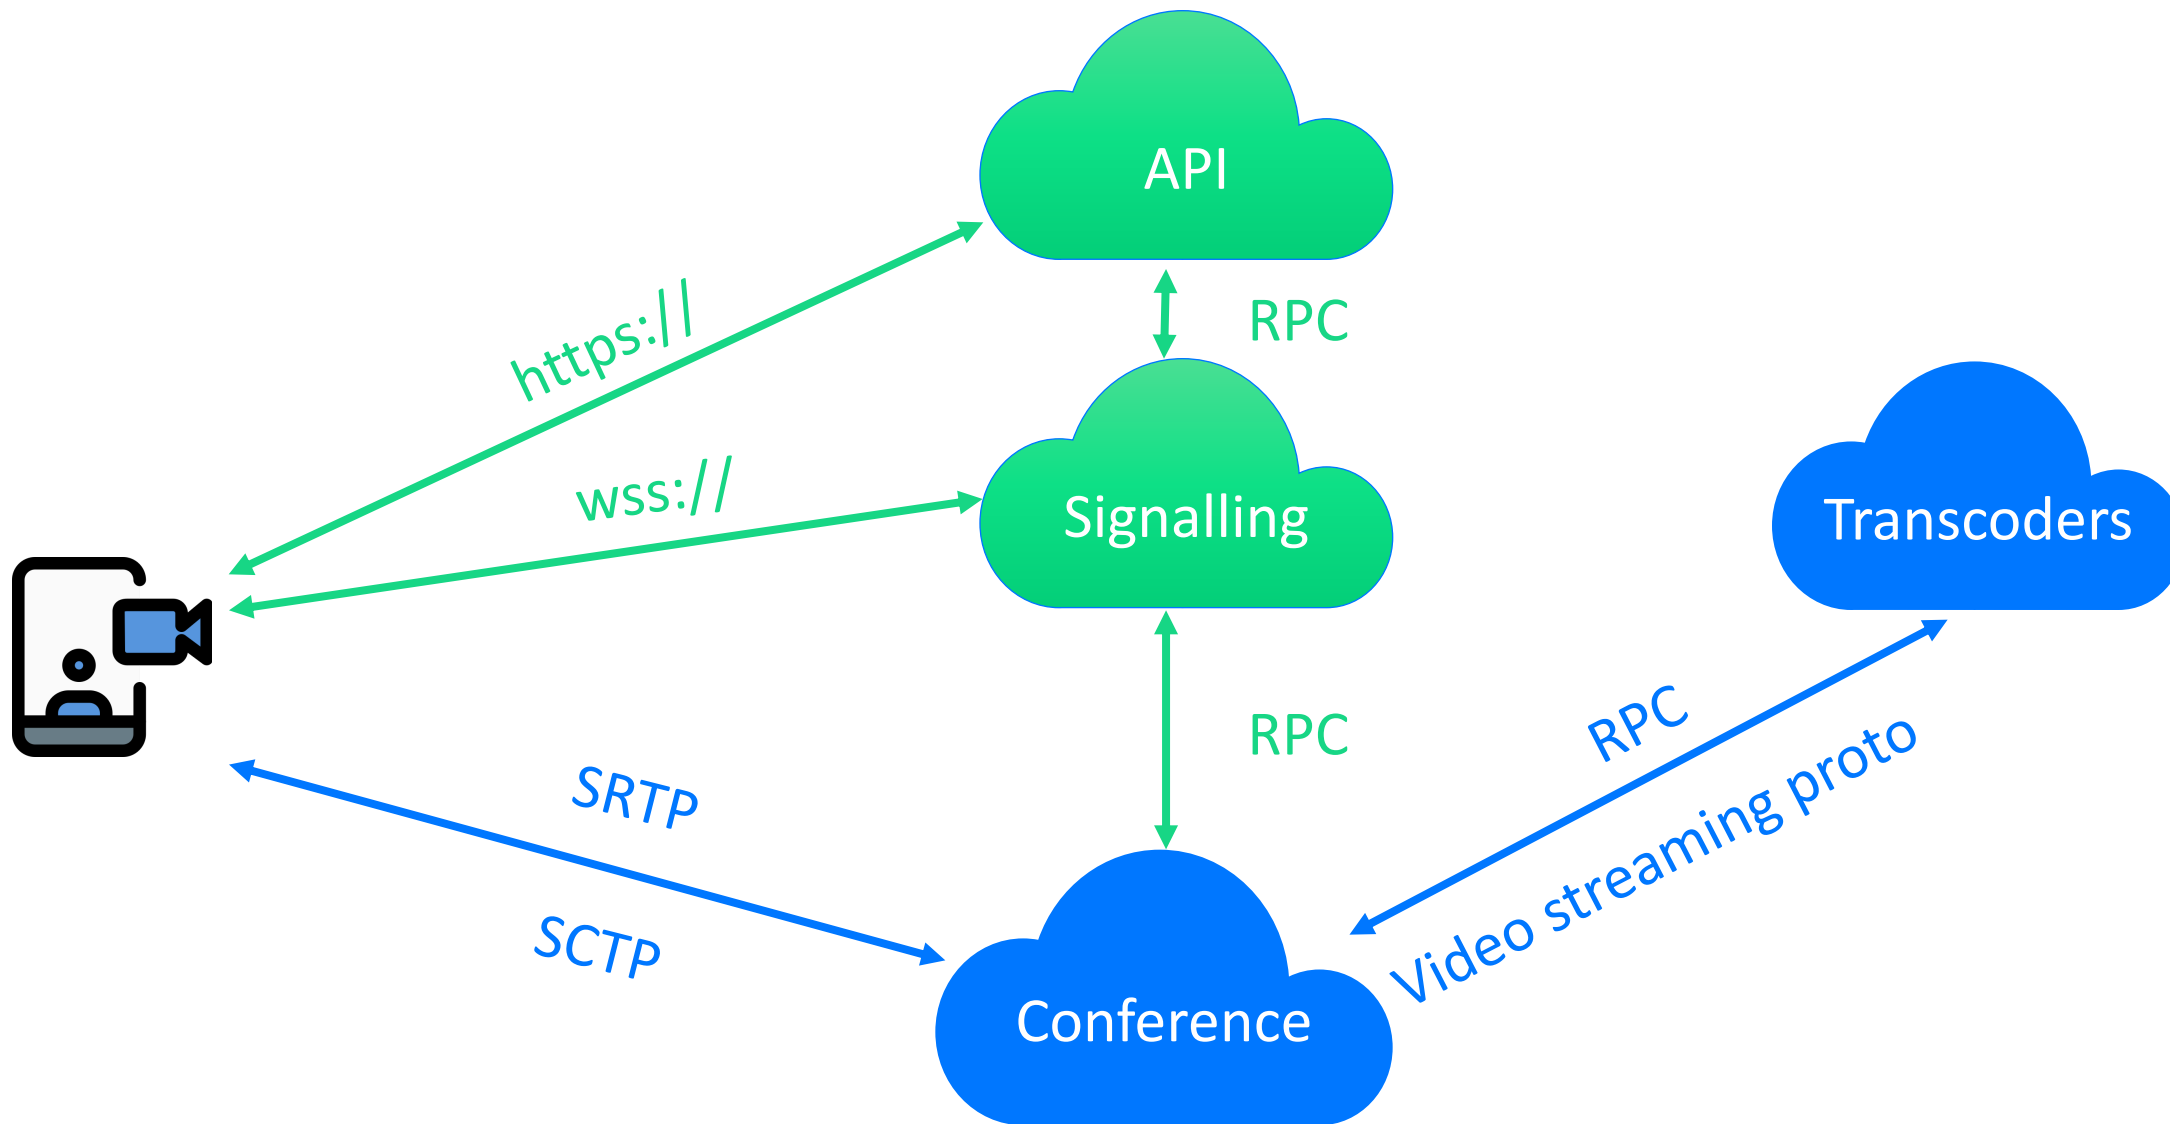 API
https://
RPC
wss://
Signalling
Transcoders
RPC
RPC
Video streaming proto
SRTP
SCTP
Conference